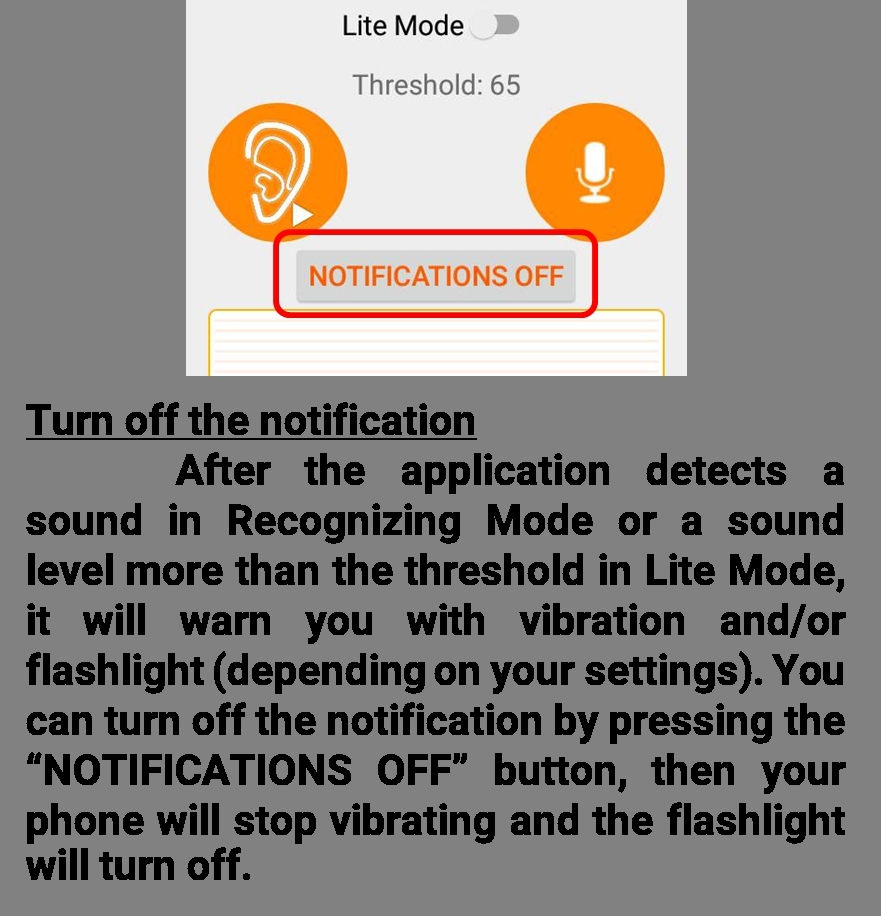 Lite Mode
Threshold: 65
NOTIFICATIONS OFF
Turn off the notification
After the application detects a
sound in Recognizing Mode or a sound
level more than the threshold in Lite Mode,
it will warn you with vibration and/or
flashlight (depending on your settings). You
can turn off the notification by pressing the
“NOTIFICATIONS OFF” button, then your
phone will stop vibrating and the flashlight
will turn off.